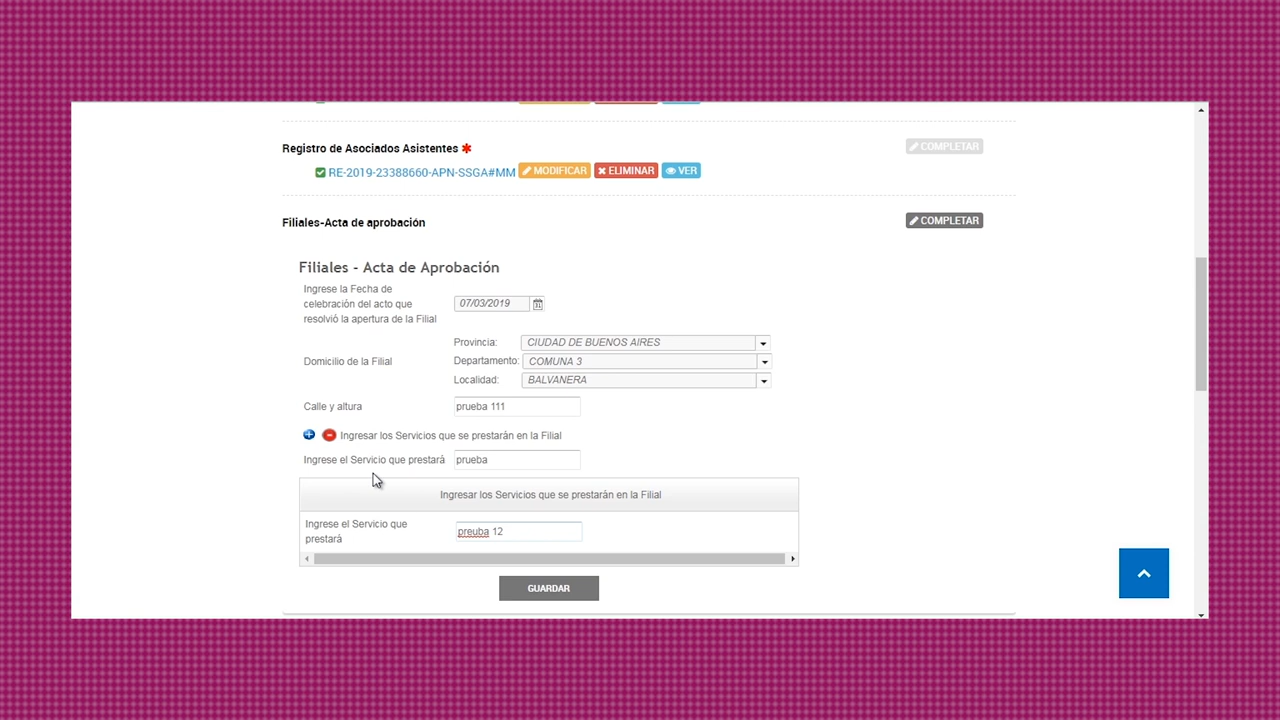 Registro de Asociados Asistentes *
COMPLETAR
RE-2019-23388660-APN-SSGA#MM MODIFICAR ELIMINAR VER
Filiales-Acta de aprobación
COMPLETAR
Filiales - Acta de Aprobación
Ingrese la Fecha de
celebración del acto que
resolvió la apertura de la Filial
07/03/2019
Domicilio de la Filial
Provincia: CIUDAD DE BUENOS AIRES
Departamento: COMUNA 3
Localidad: BALVANERA
Calle y altura prueba 111
Ingresar los Servicios que se prestarán en la Filial
Ingrese el Servicio que prestará prueba
Ingresar los Servicios que se prestarán en la Filial
Ingrese el Servicio que
prestará
preuba 12
GUARDAR